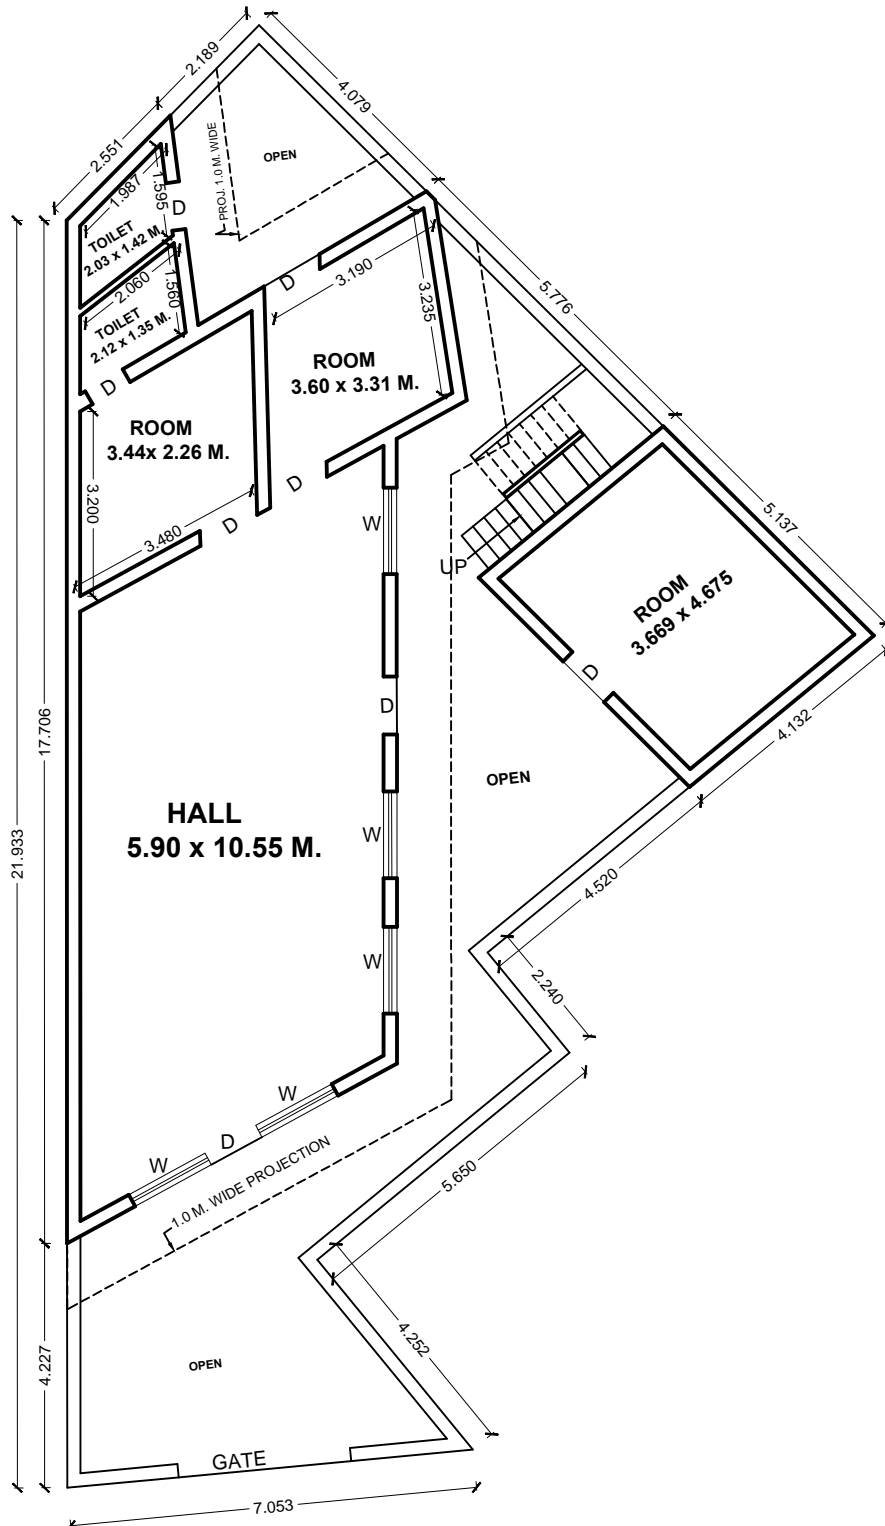 2.189
4.079
2.551
PROJ. 1.0 M. WIDE
OPEN
1.987
1.595
D
TOILET
2.03 x 1.42 M.
2.060
1.560
TOILET
2.12 x 1.35 M.
D
D
3.190
3.235
5.776
ROOM
3.60 x 3.31 M.
ROOM
3.44x 2.26 M.
3.200
3.480
D
D
W
UP
5.137
ROOM
3.669 x 4.675
D
D
4.132
17.706
21.933
OPEN
HALL
5.90 x 10.55 M.
W
4.520
W
2.240
W
D
W
1.0 M. WIDE PROJECTION
5.650
4.252
4.227
OPEN
GATE
7.053